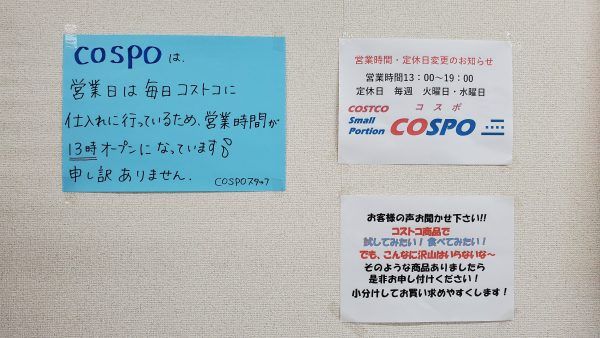 COSPOは、
営業日は毎日コストコに
仕入れに行っているため、営業時間が
13時オープンになっています
申し訳ありません.
COSPOスタッフ
営業時間・定休日変更のお知らせ
営業時間13：00～19：00
定休日 毎週 火曜日・水曜日
COSTCO コスポ
Small
Portion COSPO
お客様の声お聞かせ下さい!!
コストコ商品で
試してみたい！食べてみたい！
でも、こんなに沢山はいらないな～
そのような商品ありましたら
是非お申し付けください！
小分けしてお買い求めやすくします！